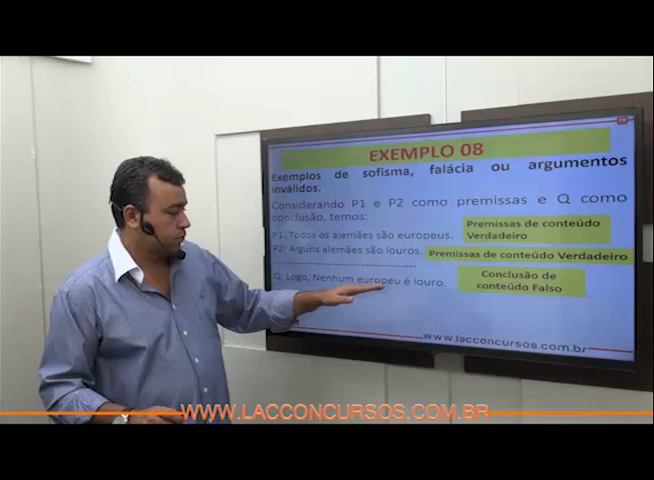 EXEMPLO 08
Exemplos de sofisma, falácia ou argumentos
inválidos.
Considerando P1 e P2 como premissas e Q como
conclusão, temos:
P1: Todos os alemães são europeus.
Premissas de conteúdo
Verdadeiro
P2: Alguns alemães são louros.
Premissas de conteúdo Verdadeiro
Q: Logo, Nenhum europeu é louro.
Conclusão de
conteúdo Falso
www.lacconcursos.com.br
WWW.LACCONCURSOS.COM.BR